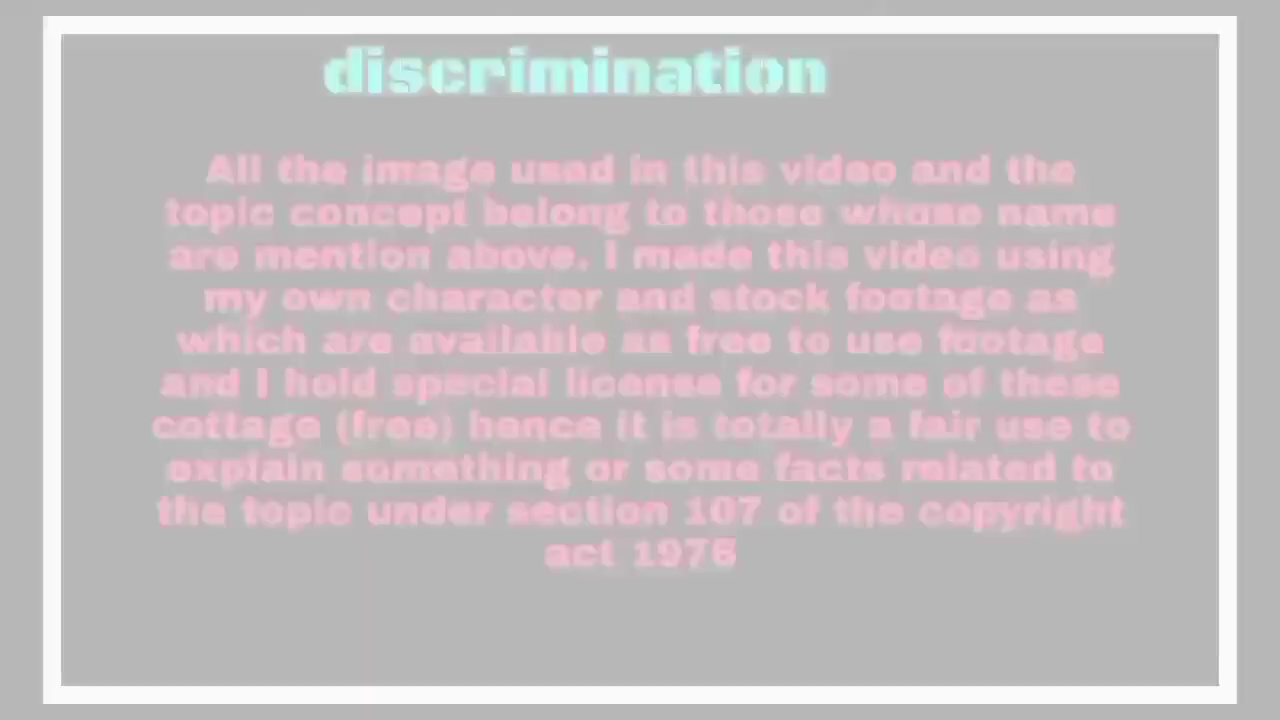 discrimination
All the image used in this video and the
topic concept belong to those whose name
are mention above. I made this video using
my own character and stock footage as
which are available as free to use footage
and I hold special license for some of these
cottage (free) hence it is totally a fair use to
explain something or some facts related to
the topic under section 107 of the copyright
act 1976